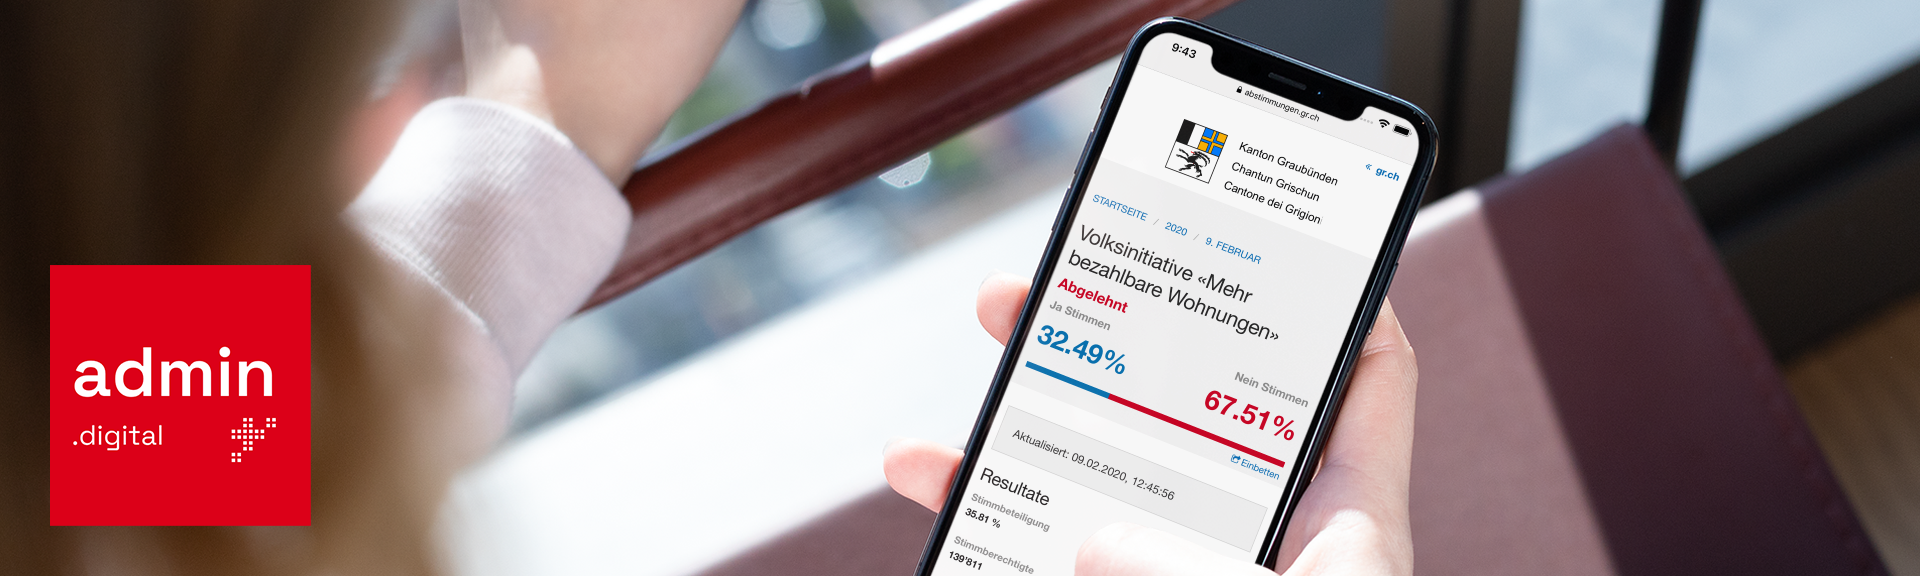 admin
.digital
9:43
abstimmungen.gr.ch
Kanton Graubünden
Chantun Grischun
Cantone dei Grigion
« gr.ch
STARTSEITE / 2020 / 9. FEBRUAR
Volksinitiative «Mehr
bezahlbare Wohnungen»
Abgelehnt
Ja Stimmen
32.49%
Nein Stimmen
67.51%
Einbetten
Aktualisiert: 09.02.2020, 12:45:56
Resultate
Stimmbeteiligung
35.81 %
Stimmberechtigte
139'811